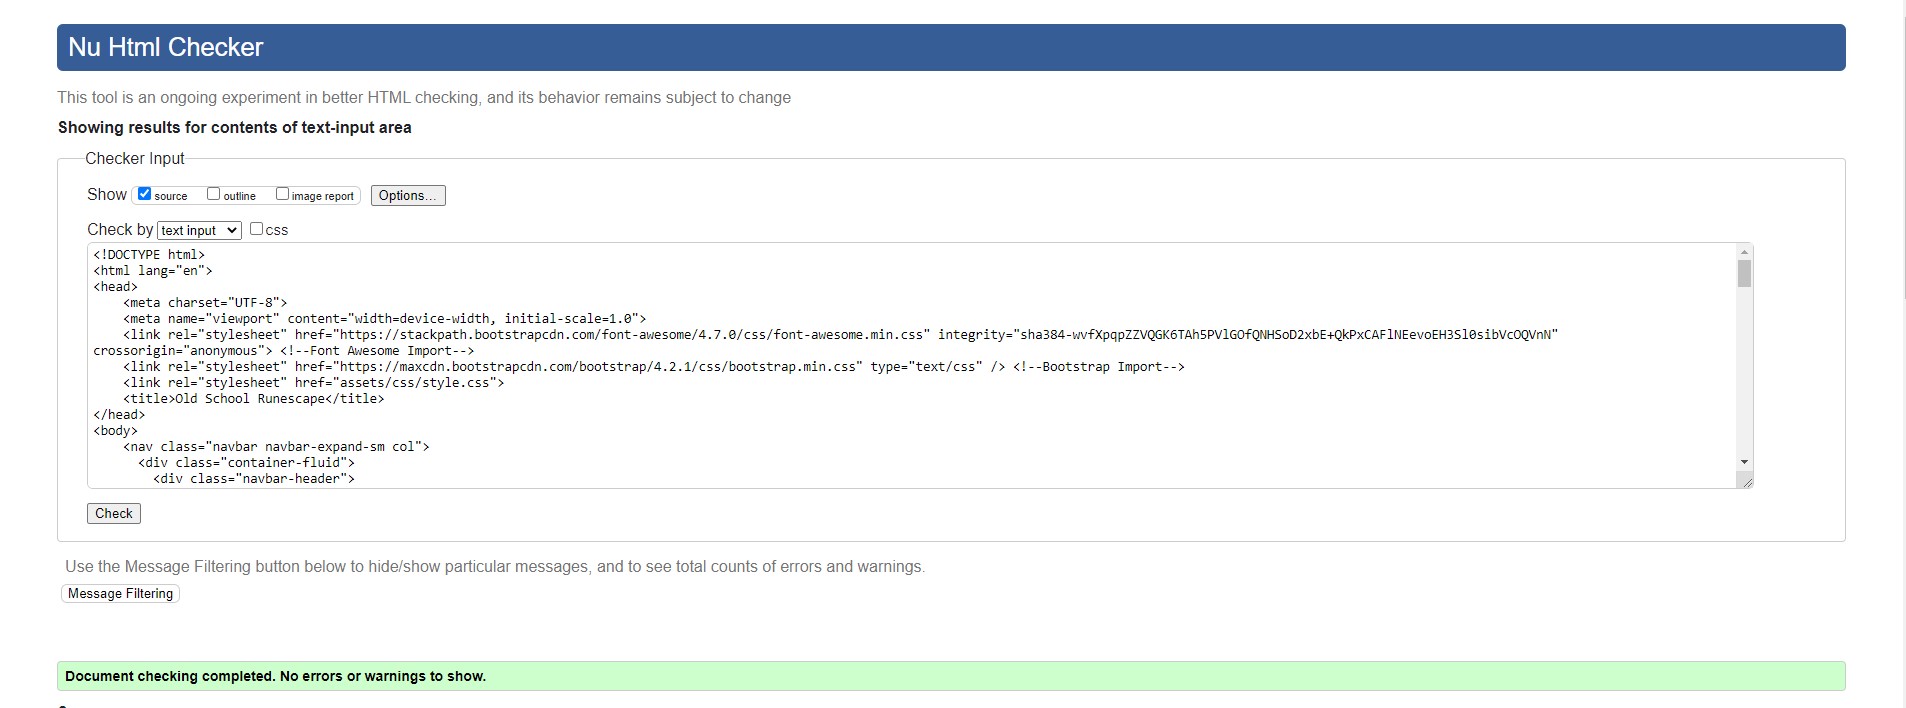 Nu Html Checker
This tool is an ongoing experiment in better HTML checking, and its behavior remains subject to change
Showing results for contents of text-input area
Checker Input
Show source outline image report Options...
Check by text input css
<!DOCTYPE html>
<html lang="en">
<head>
    <meta charset="UTF-8">
    <meta name="viewport" content="width=device-width, initial-scale=1.0">
    <link rel="stylesheet" href="https://stackpath.bootstrapcdn.com/font-awesome/4.7.0/css/font-awesome.min.css" integrity="sha384-wvfXpqpZZVQGK6TAh5PVlGOfQNHSoD2xbE+QkPxCAFlNEevoEH3Sl0sibVcOQVnN"
crossorigin="anonymous"> <!--Font Awesome Import-->
    <link rel="stylesheet" href="https://maxcdn.bootstrapcdn.com/bootstrap/4.2.1/css/bootstrap.min.css" type="text/css" /> <!--Bootstrap Import-->
    <link rel="stylesheet" href="assets/css/style.css">
    <title>Old School Runescape</title>
</head>
<body>
    <nav class="navbar navbar-expand-sm col">
      <div class="container-fluid">
        <div class="navbar-header">
Check
Use the Message Filtering button below to hide/show particular messages, and to see total counts of errors and warnings.
Message Filtering
Document checking completed. No errors or warnings to show.